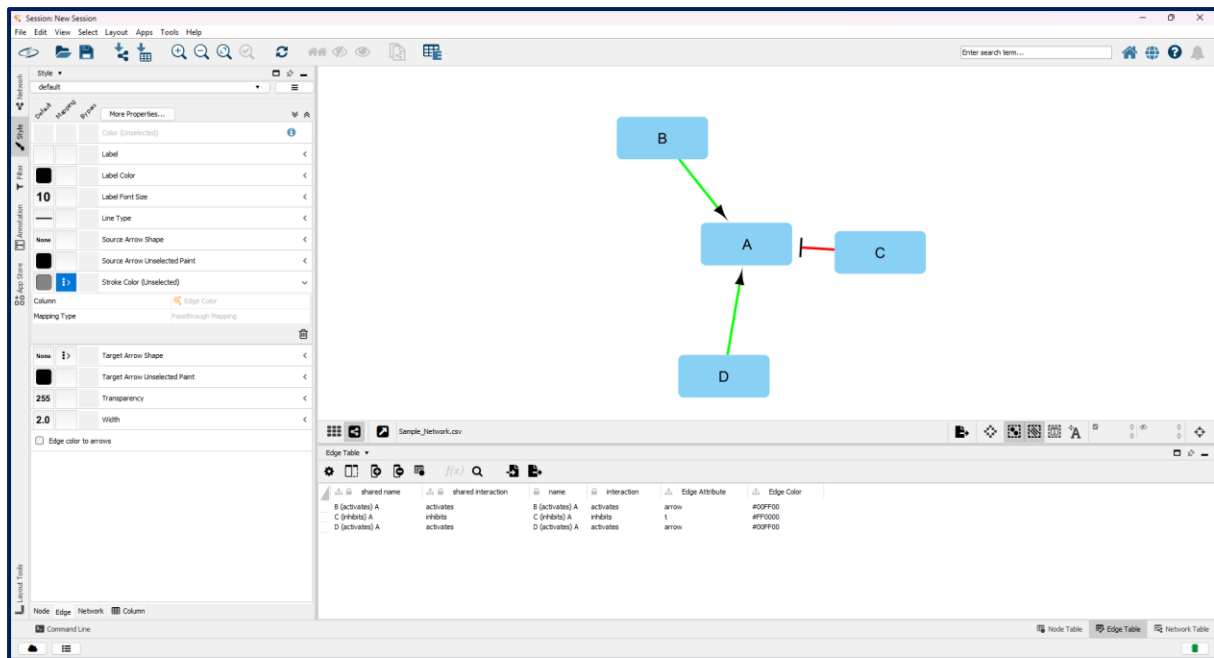 Session: New Session
File Edit View Select Layout Apps Tools Help
Enter search term...
Network
Style
Filter
Annotation
App Store
Layout Tools
Style
default
Default Mapping Bypass
More Properties...
Color (Unselected)
Label
Label Color
10 Label Font Size
Line Type
None Source Arrow Shape
Source Arrow Unselected Paint
Stroke Color (Unselected)
Column Edge Color
Mapping Type Passthrough Mapping
None Target Arrow Shape
Target Arrow Unselected Paint
255 Transparency
2.0 Width
Edge color to arrows
Node Edge Network Column
B
A
C
D
Sample_Network.csv
A
0 0
0 0
Edge Table
f(x)
shared name shared interaction name interaction Edge Attribute Edge Color
B (activates) A activates B (activates) A activates arrow #00FF00
C (inhibits) A inhibits C (inhibits) A inhibits t #FF0000
D (activates) A activates D (activates) A activates arrow #00FF00
Command Line
Node Table Edge Table Network Table